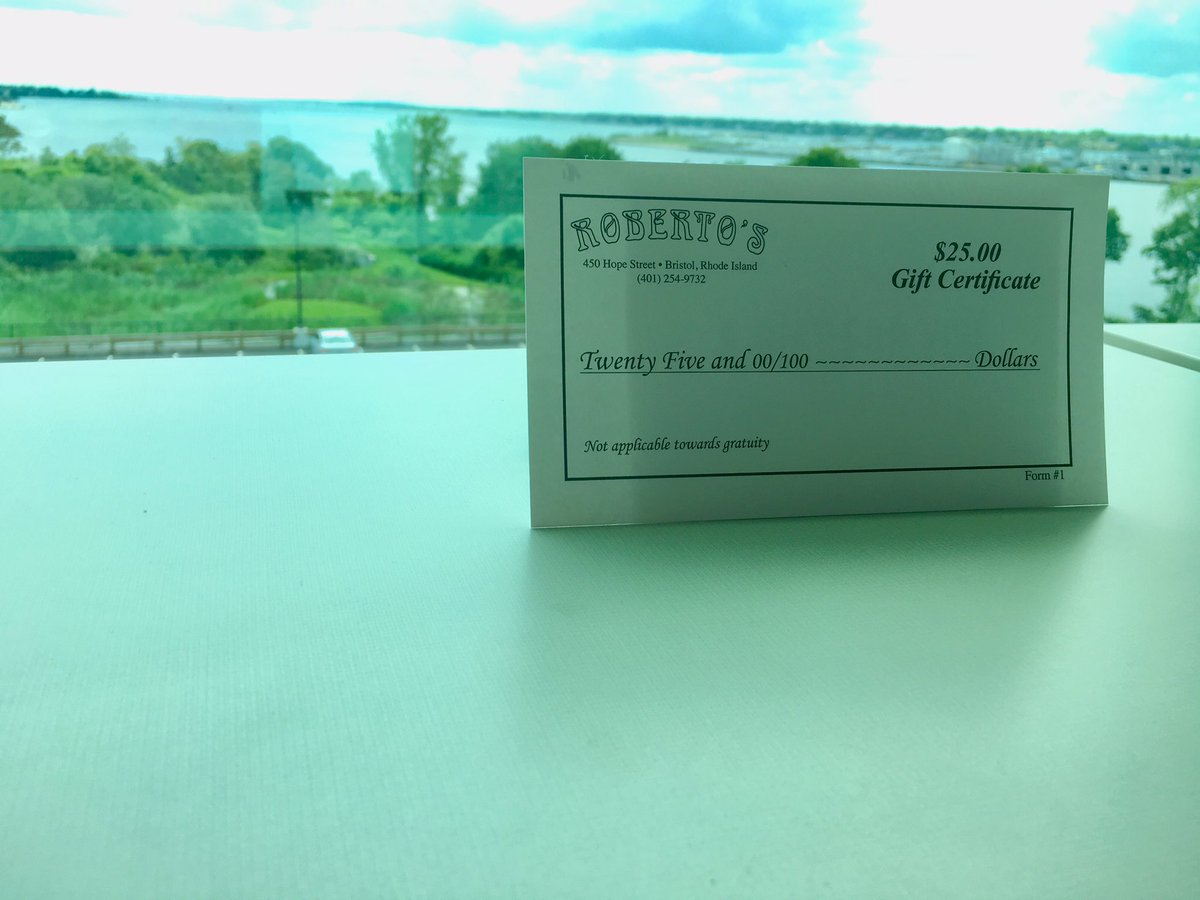 ROBERTO'S
450 Hope Street • Bristol, Rhode Island
(401) 254-9732
$25.00
Gift Certificate
Twenty Five and 00/100 ~~~~~~~~~~~~ Dollars
Not applicable towards gratuity
Form #1